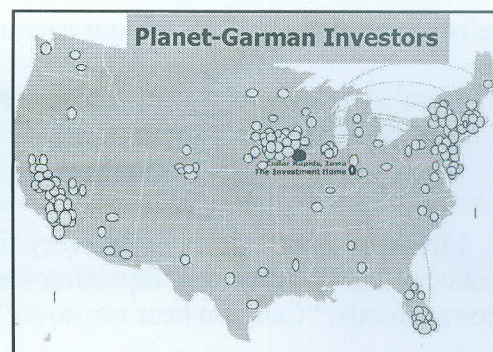 Planet-Garman Investors
Cedar Rapids, Iowa
The Investment Home